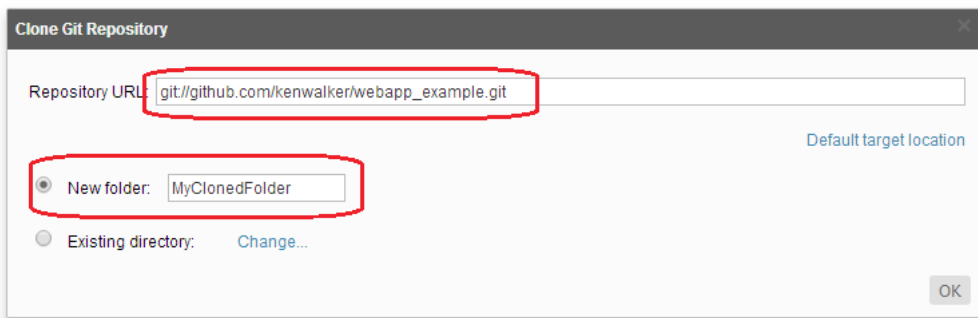 Clone Git Repository
Repository URL: git://github.com/kenwalker/webapp_example.git
Default target location
New folder: MyClonedFolder
Existing directory: Change...
OK